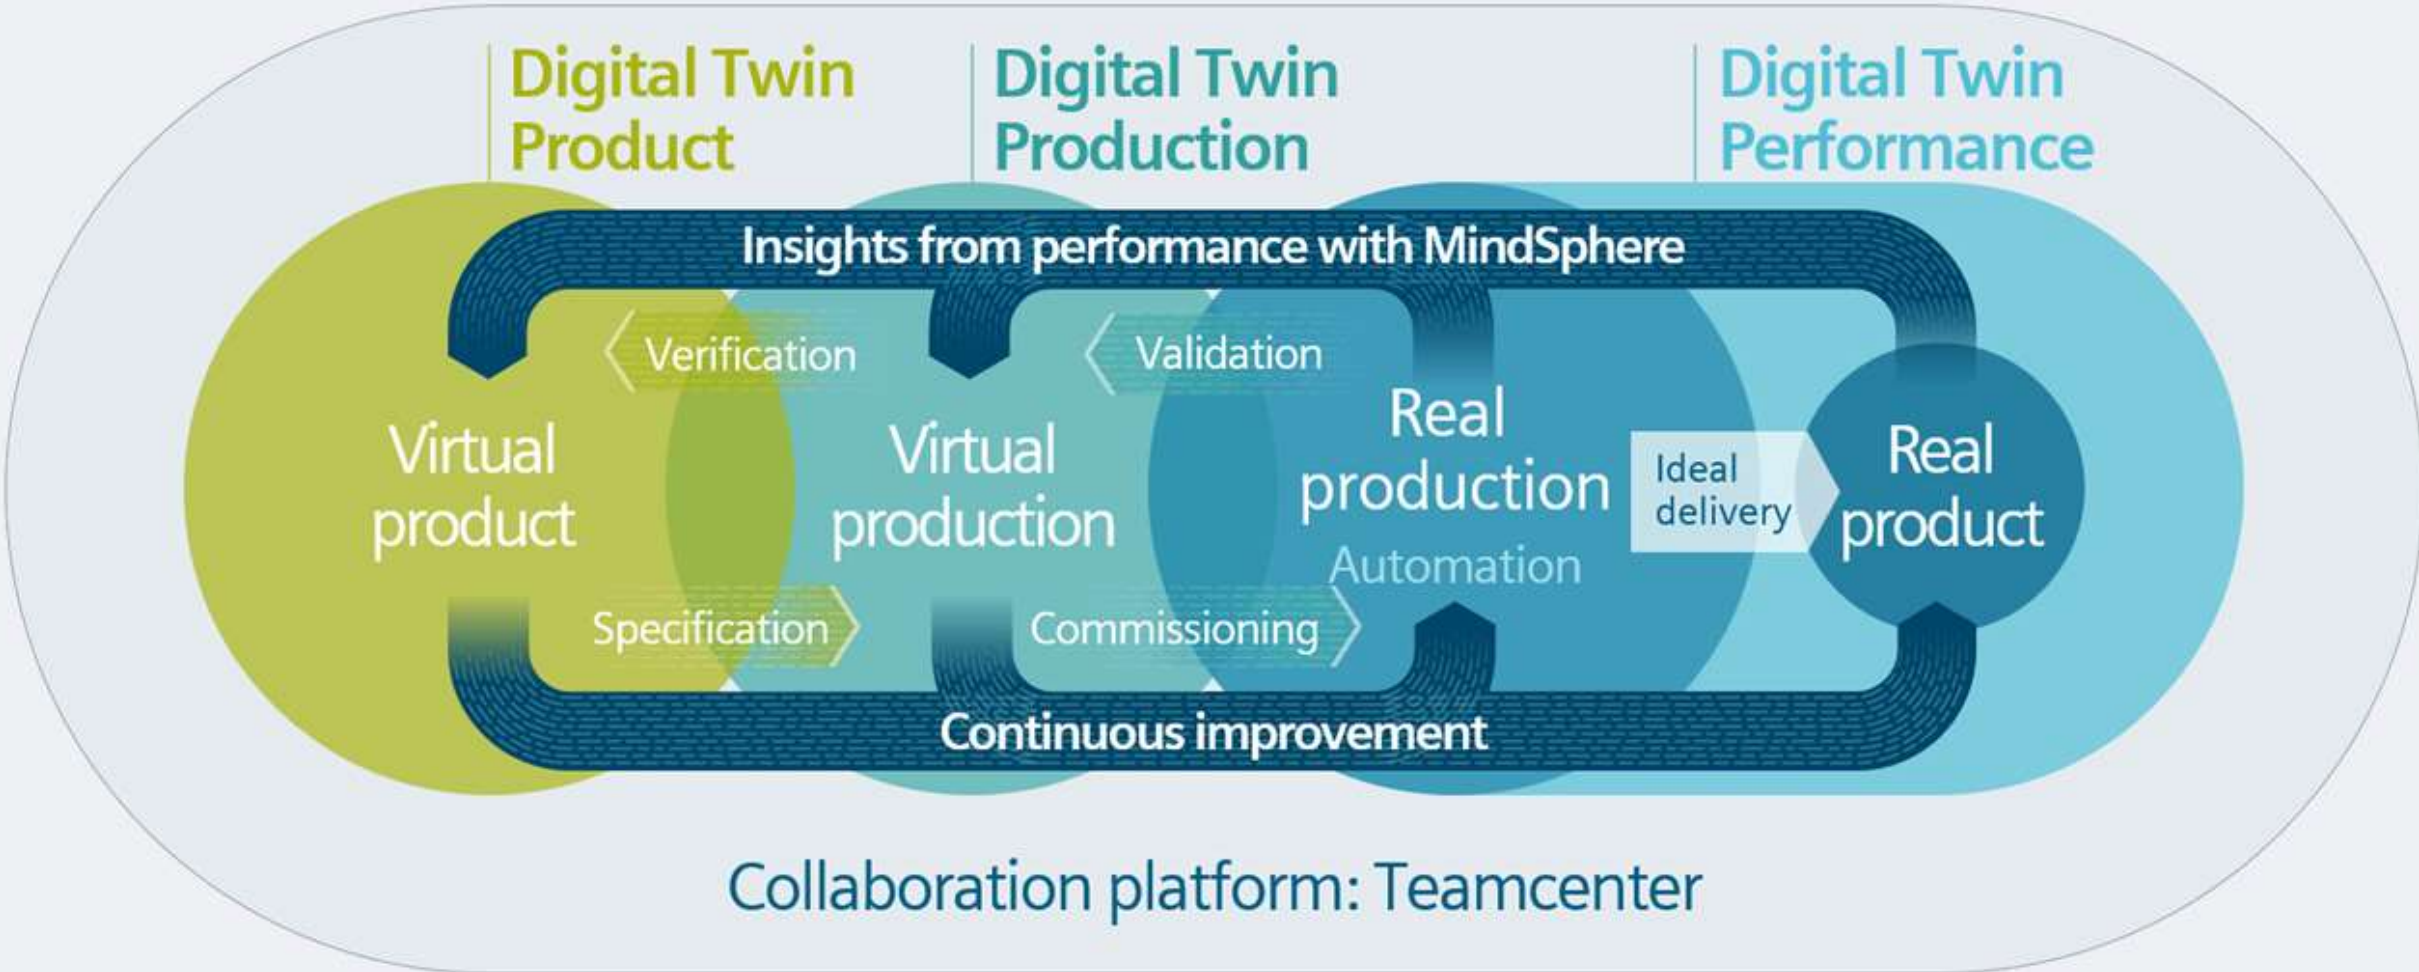 Digital Twin
Product
Digital Twin
Production
Digital Twin
Performance
Insights from performance with MindSphere
Verification
Validation
Virtual
product
Virtual
production
Real
production
Automation
Ideal
delivery
Real
product
Specification
Commissioning
Continuous improvement
Collaboration platform: Teamcenter